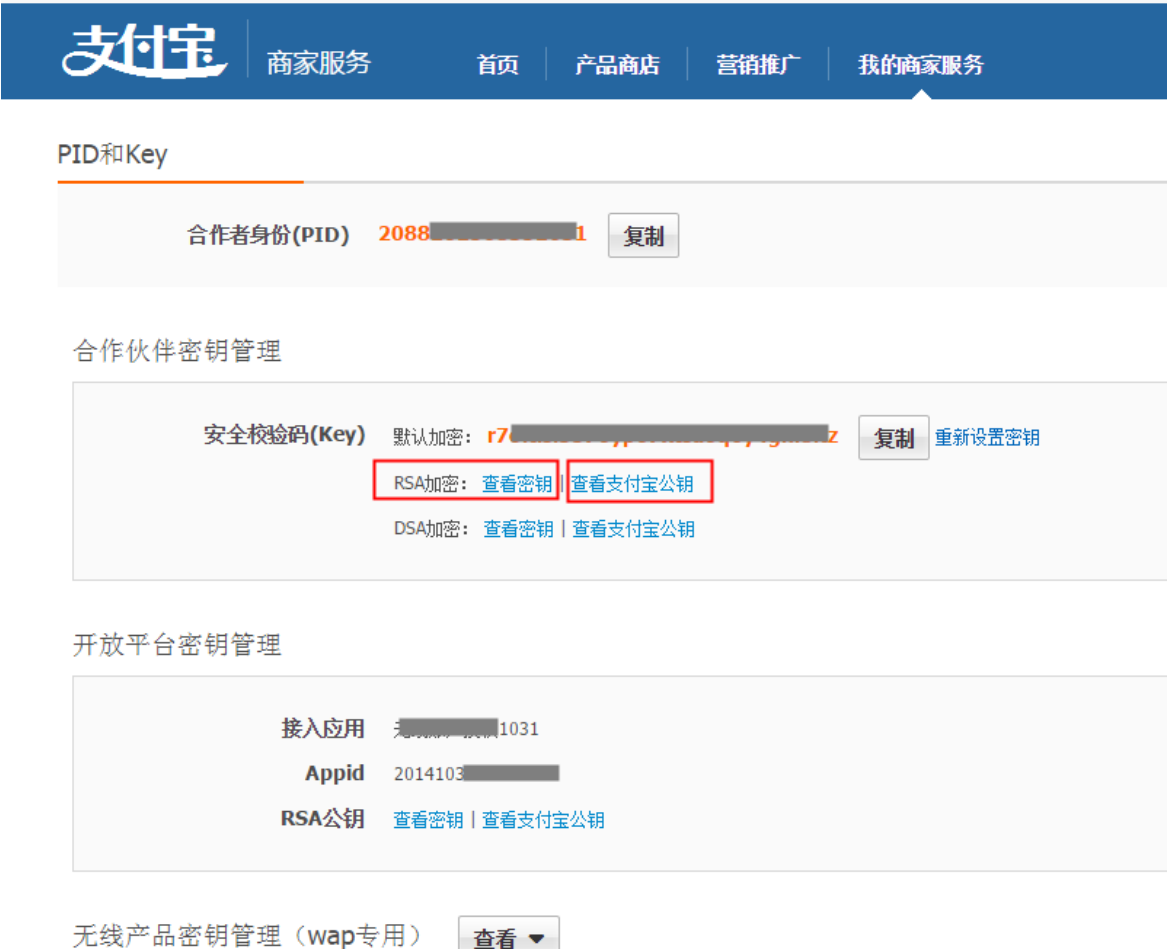 支付宝 商家服务 首页 产品商店 营销推广 我的商家服务
PID和Key
合作者身份(PID) 2088 1 复制
合作伙伴密钥管理
安全校验码(Key) 默认加密: r7 z 复制 重新设置密钥
RSA加密: 查看密钥 | 查看支付宝公钥
DSA加密: 查看密钥 | 查看支付宝公钥
开放平台密钥管理
接入应用 1031
Appid 2014103
RSA公钥 查看密钥 | 查看支付宝公钥
无线产品密钥管理（wap专用） 查看